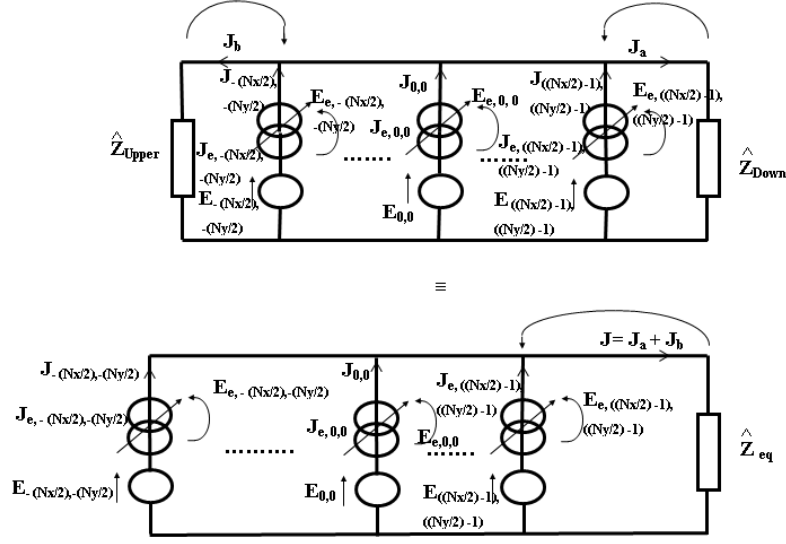 J_b
J_a
J_- (Nx/2), -(Ny/2)
E_e, - (Nx/2), -(Ny/2)
J_0,0
E_e, 0, 0
J_((Nx/2) -1), ((Ny/2) -1)
E_e, ((Nx/2) -1), ((Ny/2) -1)
Ẑ_Upper
J_e, -(Nx/2), -(Ny/2)
J_e, 0,0
J_e, ((Nx/2) -1), ((Ny/2) -1)
Ẑ_Down
E_- (Nx/2), -(Ny/2)
E_0,0
E_((Nx/2) -1), ((Ny/2) -1)
≡
J= J_a + J_b
J_- (Nx/2), -(Ny/2)
E_e, - (Nx/2), -(Ny/2)
J_0,0
J_e, ((Nx/2) -1), ((Ny/2) -1)
E_e, ((Nx/2) -1), ((Ny/2) -1)
J_e, - (Nx/2), -(Ny/2)
J_e, 0,0
E_e,0,0
Ẑ_eq
E_- (Nx/2), -(Ny/2)
E_0,0
E_((Nx/2) -1), ((Ny/2) -1)